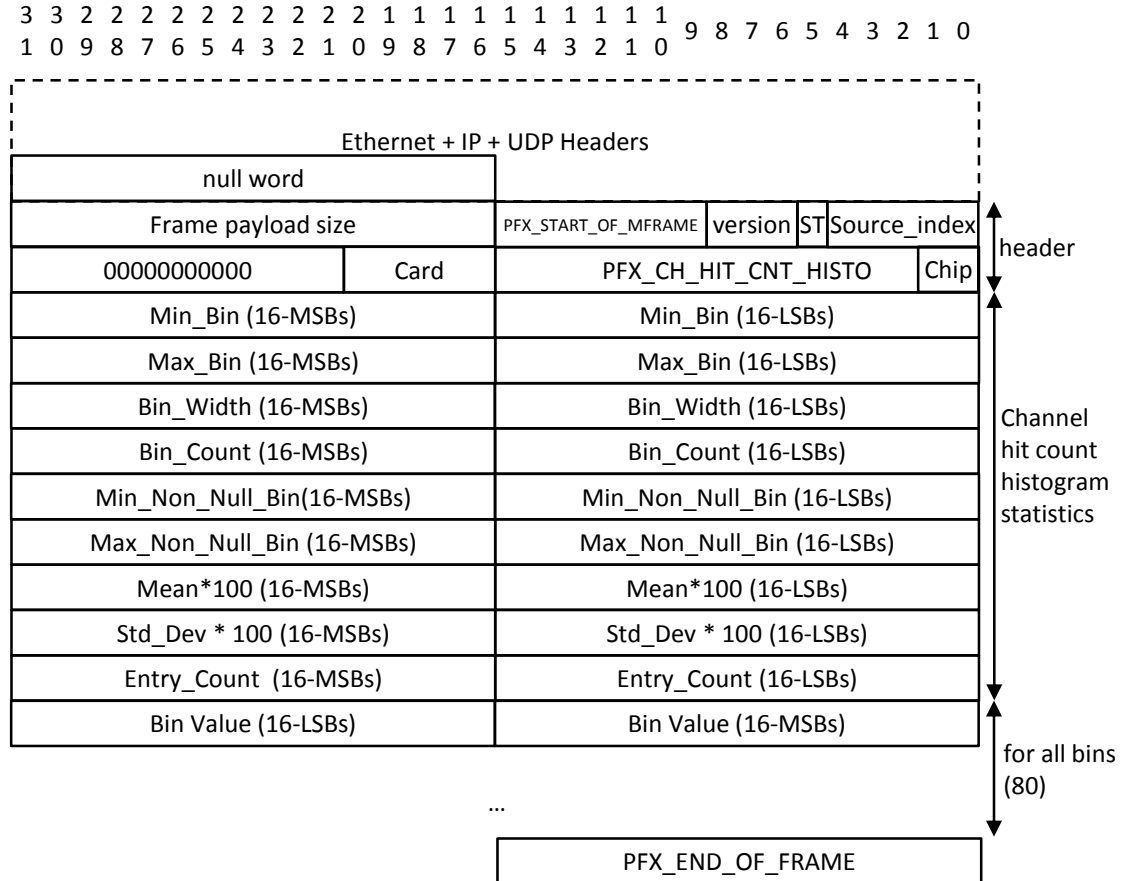 3 3 2 2 2 2 2 2 2 2 2 2 1 1 1 1 1 1 1 1 1 1 9 8 7 6 5 4 3 2 1 0
1 0 9 8 7 6 5 4 3 2 1 0 9 8 7 6 5 4 3 2 1 0
Ethernet + IP + UDP Headers
null word
Frame payload size PFX_START_OF_MFRAME version ST Source_index
header
00000000000 Card PFX_CH_HIT_CNT_HISTO Chip
Min_Bin (16-MSBs) Min_Bin (16-LSBs)
Max_Bin (16-MSBs) Max_Bin (16-LSBs)
Bin_Width (16-MSBs) Bin_Width (16-LSBs)
Bin_Count (16-MSBs) Bin_Count (16-LSBs)
Min_Non_Null_Bin(16-MSBs) Min_Non_Null_Bin (16-LSBs)
Max_Non_Null_Bin (16-MSBs) Max_Non_Null_Bin (16-LSBs)
Mean*100 (16-MSBs) Mean*100 (16-LSBs)
Std_Dev * 100 (16-MSBs) Std_Dev * 100 (16-LSBs)
Entry_Count (16-MSBs) Entry_Count (16-LSBs)
Channel
hit count
histogram
statistics
Bin Value (16-LSBs) Bin Value (16-MSBs)
for all bins
(80)
...
PFX_END_OF_FRAME